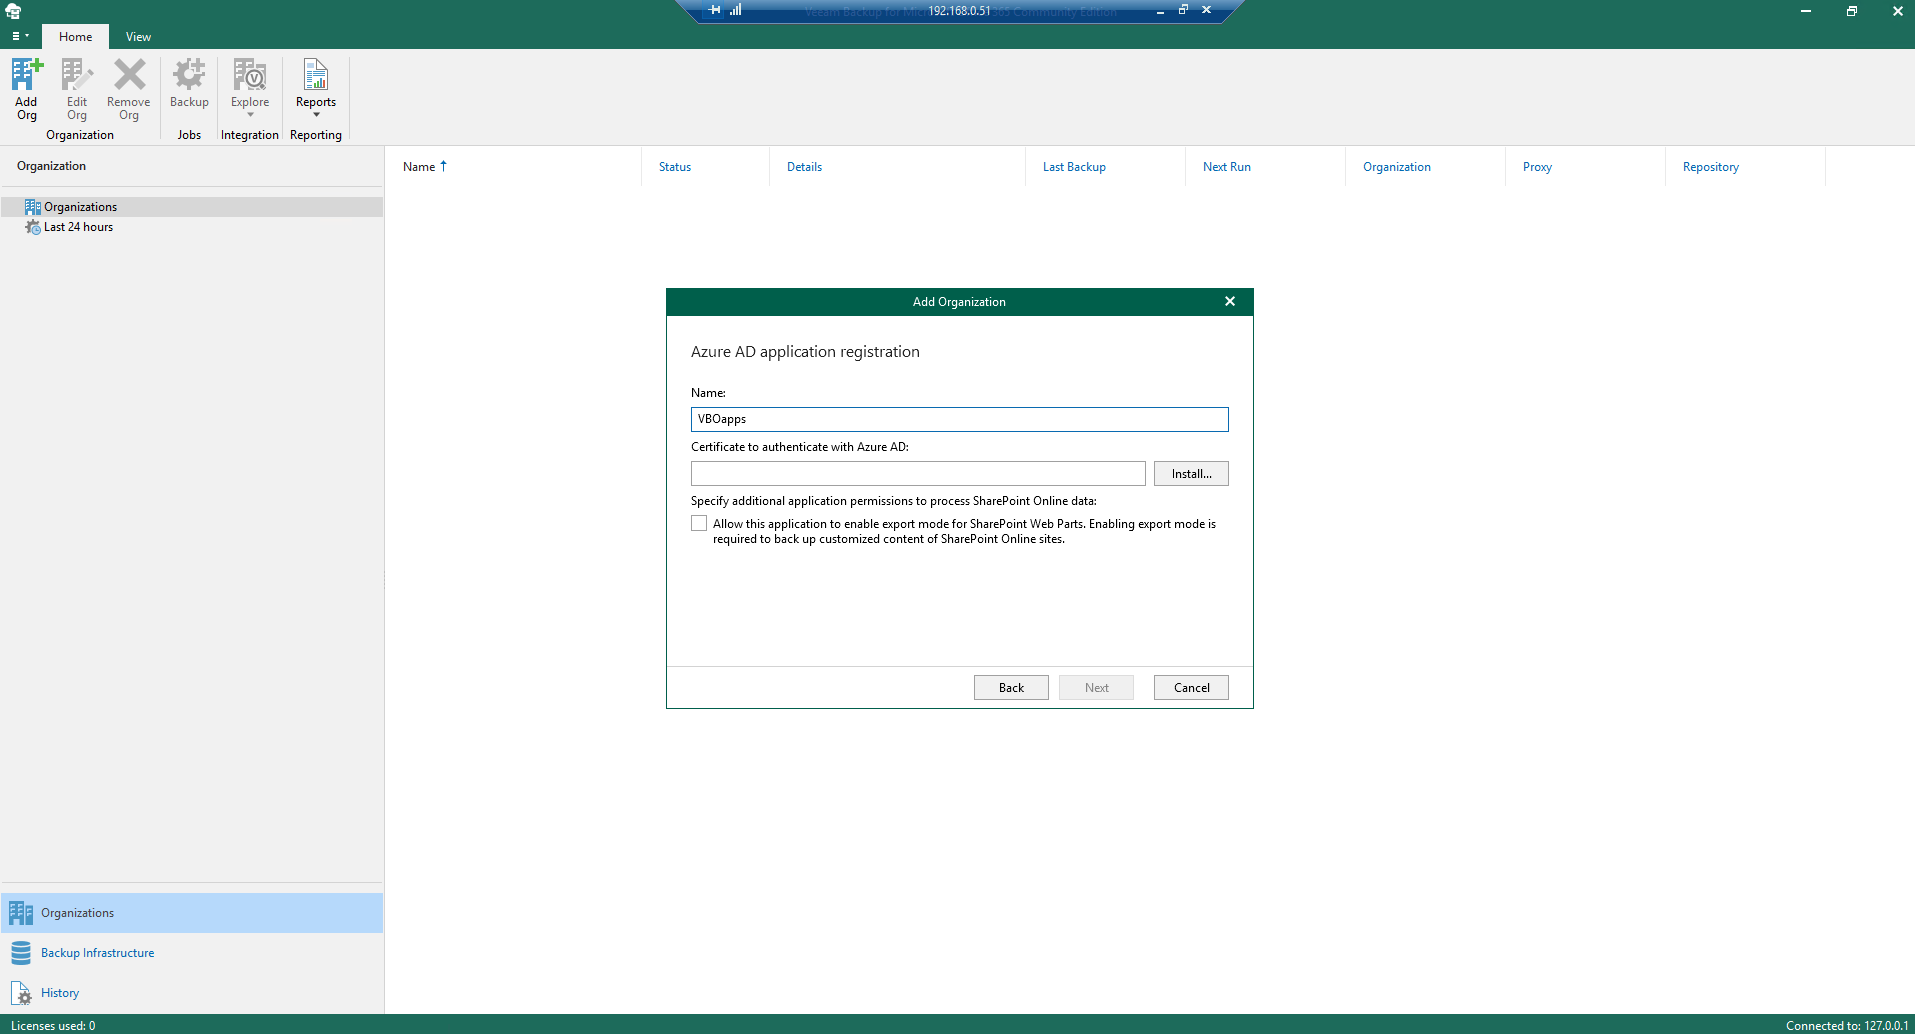 Veeam Backup for Microsoft 365 Community Edition
192.168.0.51
Home
View
Add
Org
Edit
Org
Remove
Org
Organization
Backup
Jobs
Explore
Integration
Reports
Reporting
Organization
Organizations
Last 24 hours
Name
Status
Details
Last Backup
Next Run
Organization
Proxy
Repository
Add Organization
Azure AD application registration
Name:
VBOapps
Certificate to authenticate with Azure AD:
Install...
Specify additional application permissions to process SharePoint Online data:
Allow this application to enable export mode for SharePoint Web Parts. Enabling export mode is
required to back up customized content of SharePoint Online sites.
Back
Next
Cancel
Organizations
Backup Infrastructure
History
Licenses used: 0
Connected to: 127.0.0.1